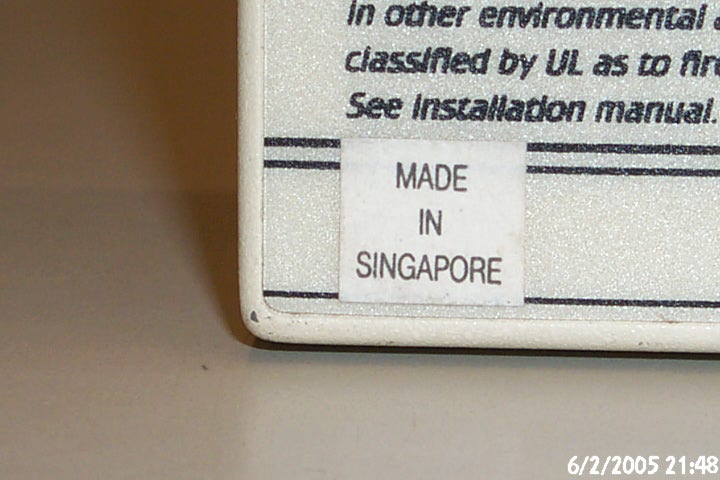 in other environmental
classified by UL as to
See installation manual.
MADE
IN
SINGAPORE
6/2/2005 21:48